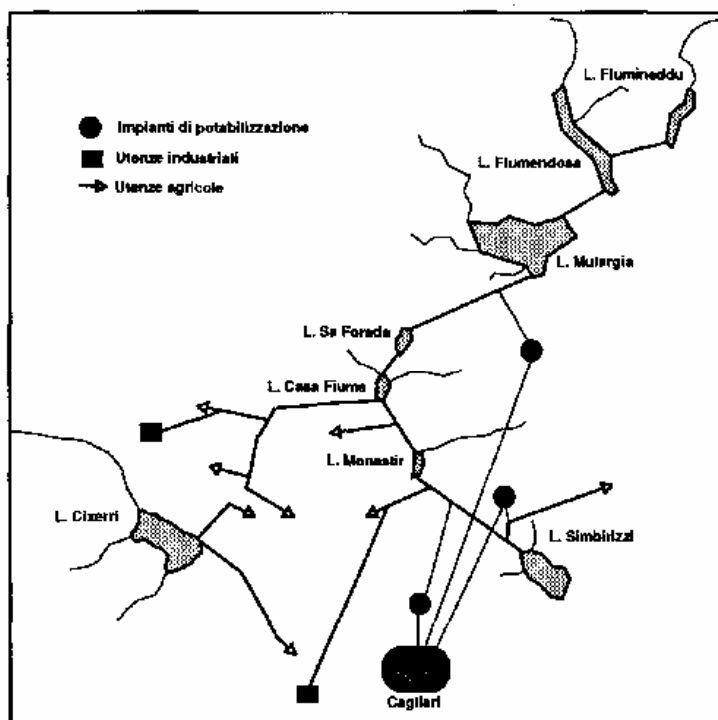 L. Flumineddu
Impianti di potabilizzazione
Utenze industriali
Utenze agricole
L. Flumendosa
L. Mulargia
L. Sa Forada
L. Casa Fiume
L. Monastir
L. Cixerri
L. Simbirizzi
Cagliari